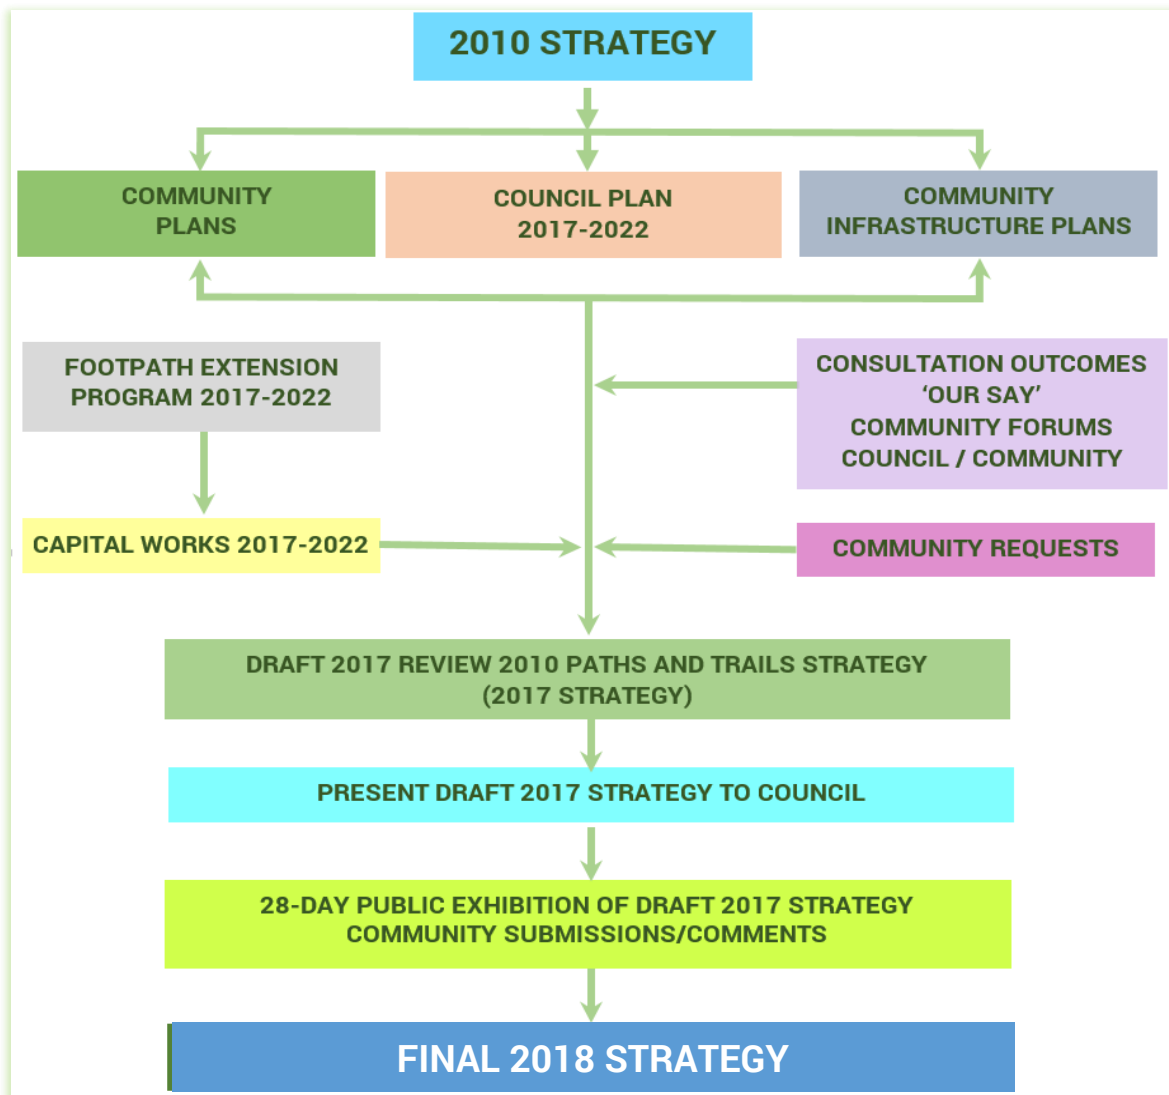 2010 STRATEGY
COMMUNITY
PLANS
COUNCIL PLAN
2017-2022
COMMUNITY
INFRASTRUCTURE PLANS
FOOTPATH EXTENSION
PROGRAM 2017-2022
CONSULTATION OUTCOMES
‘OUR SAY’
COMMUNITY FORUMS
COUNCIL / COMMUNITY
CAPITAL WORKS 2017-2022
COMMUNITY REQUESTS
DRAFT 2017 REVIEW 2010 PATHS AND TRAILS STRATEGY
(2017 STRATEGY)
PRESENT DRAFT 2017 STRATEGY TO COUNCIL
28-DAY PUBLIC EXHIBITION OF DRAFT 2017 STRATEGY
COMMUNITY SUBMISSIONS/COMMENTS
FINAL 2018 STRATEGY